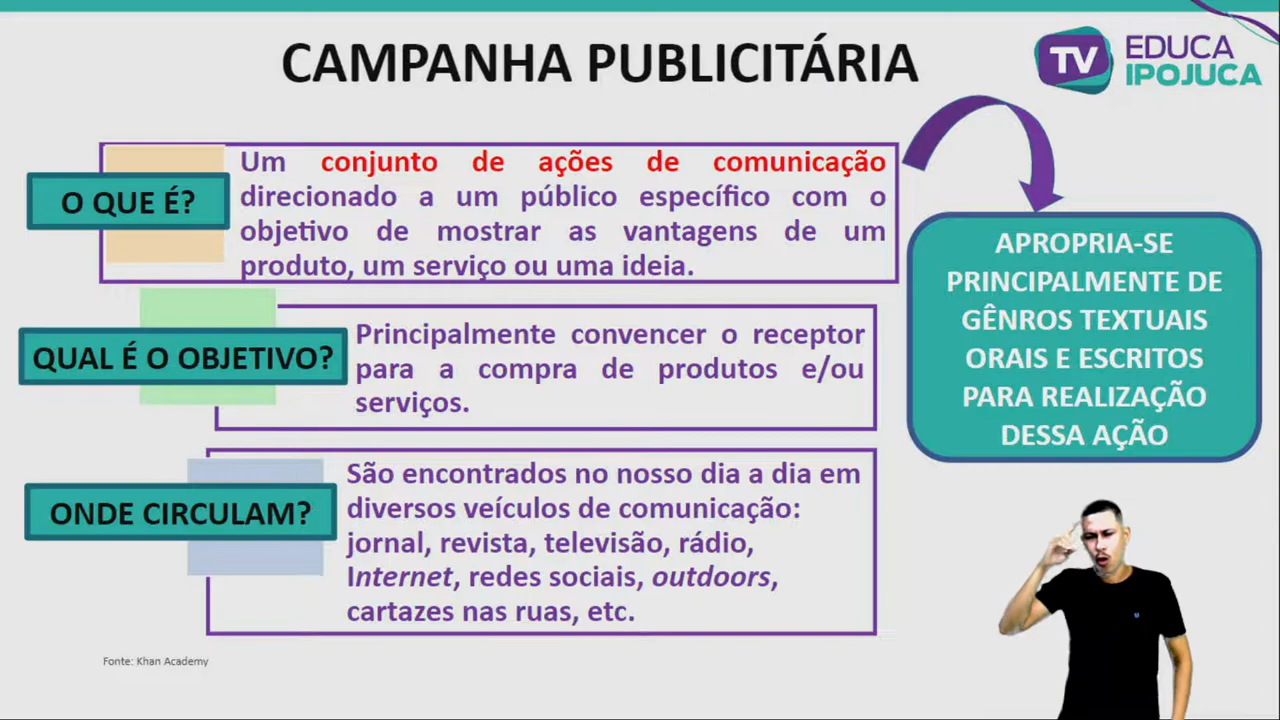 CAMPANHA PUBLICITÁRIA
TV
EDUCA
IPOJUCA
O QUE É?
Um conjunto de ações de comunicação
direcionado a um público específico com o
objetivo de mostrar as vantagens de um
produto, um serviço ou uma ideia.
APROPRIA-SE
PRINCIPALMENTE DE
GÊNROS TEXTUAIS
ORAIS E ESCRITOS
PARA REALIZAÇÃO
DESSA AÇÃO
QUAL É O OBJETIVO?
Principalmente convencer o receptor
para a compra de produtos e/ou
serviços.
ONDE CIRCULAM?
São encontrados no nosso dia a dia em
diversos veículos de comunicação:
jornal, revista, televisão, rádio,
Internet, redes sociais, outdoors,
cartazes nas ruas, etc.
Fonte: Khan Academy